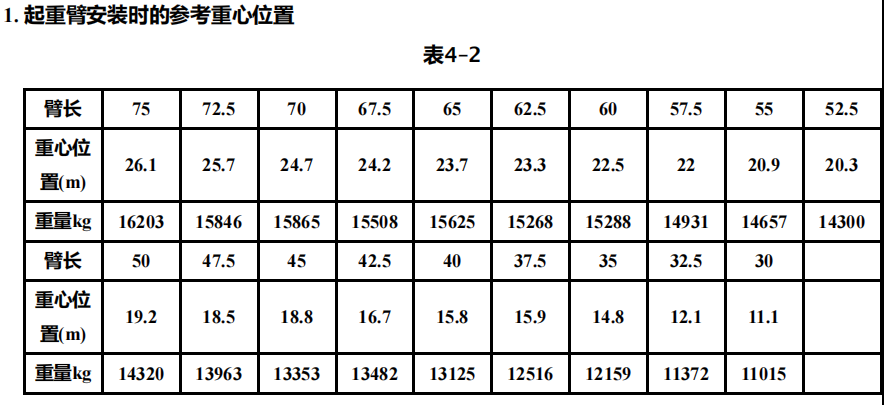 1. 起重臂安装时的参考重心位置
表4-2
臂长 75 72.5 70 67.5 65 62.5 60 57.5 55 52.5
重心位置(m) 26.1 25.7 24.7 24.2 23.7 23.3 22.5 22 20.9 20.3
重量kg 16203 15846 15865 15508 15625 15268 15288 14931 14657 14300
臂长 50 47.5 45 42.5 40 37.5 35 32.5 30
重心位置(m) 19.2 18.5 18.8 16.7 15.8 15.9 14.8 12.1 11.1
重量kg 14320 13963 13353 13482 13125 12516 12159 11372 11015